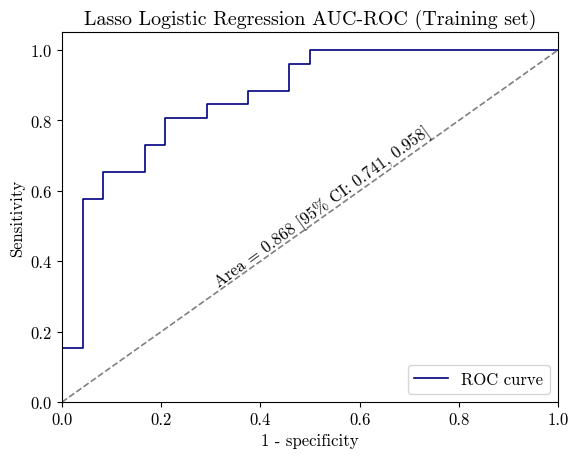 Lasso Logistic Regression AUC-ROC (Training set)
1.0
0.8
0.6
0.4
0.2
0.0
Sensitivity
Area = 0.868 [95% CI: 0.741, 0.958]
ROC curve
0.0 0.2 0.4 0.6 0.8 1.0
1 - specificity